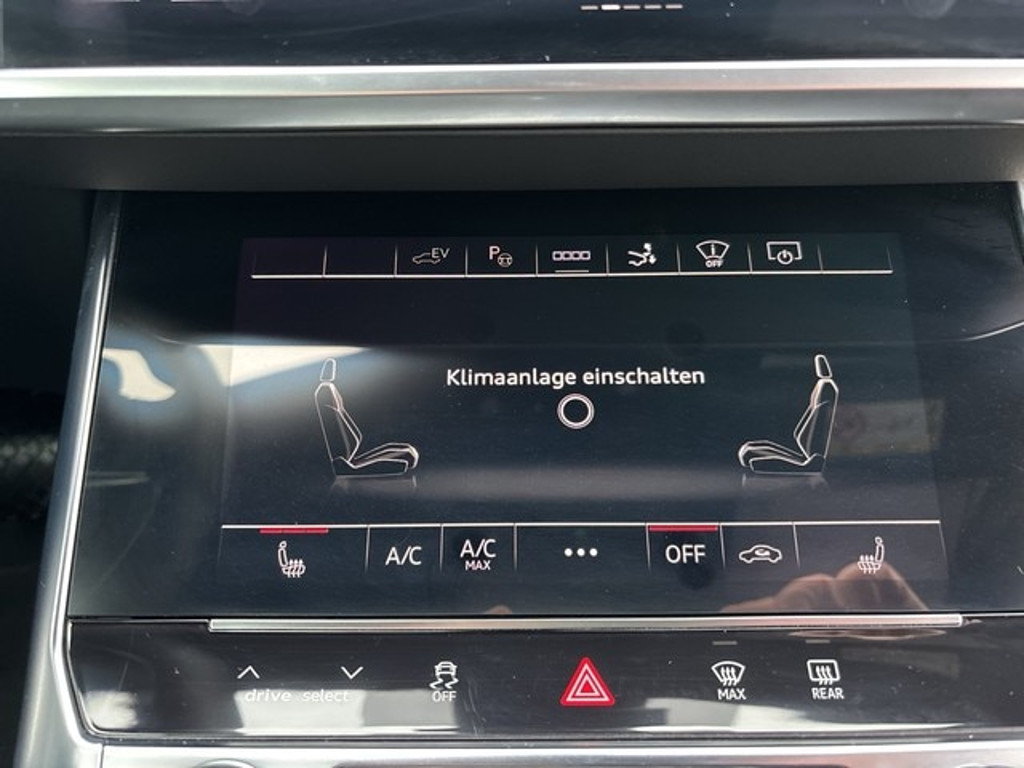 EV
P
OFF
Klimaanlage einschalten
A/C
A/C
MAX
OFF
drive select
OFF
MAX
REAR